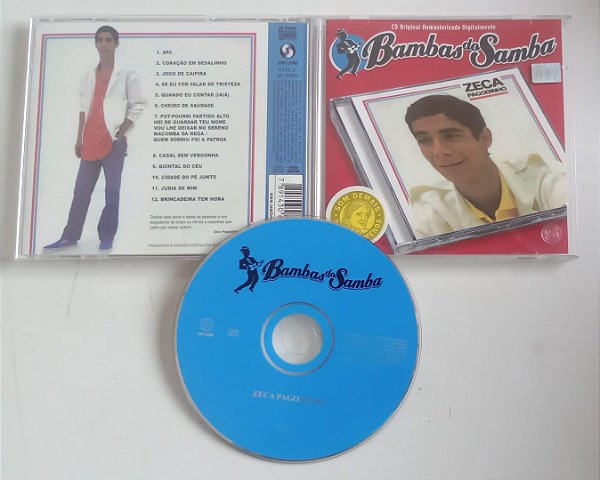 1. SPC
2. CORAÇÃO EM DESALINHO
3. JOGO DE CAIPIRA
4. SE EU FOR FALAR DE TRISTEZA
5. QUANDO EU CONTAR (IAIÁ)
6. CHEIRO DE SAUDADE
7. POT-POURRI PARTIDO ALTO
HEI DE GUARDAR TEU NOME
VOU LHE DEIXAR NO SERENO
MACUMBA DA NEGA
QUEM SORRIU FOI A PATROA
8. CASAL SEM VERGONHA
9. QUINTAL DO CÉU
10. CIDADE DO PÉ JUNTO
11. JUDIA DE MIM
12. BRINCADEIRA TEM HORA
SOM LIVRE
CD Original Remasterizado Digitalmente
Bambas do Samba
ZECA
PAGODINHO
SOM DEMAIS
Bambas do Samba
ZECA PAGODINHO